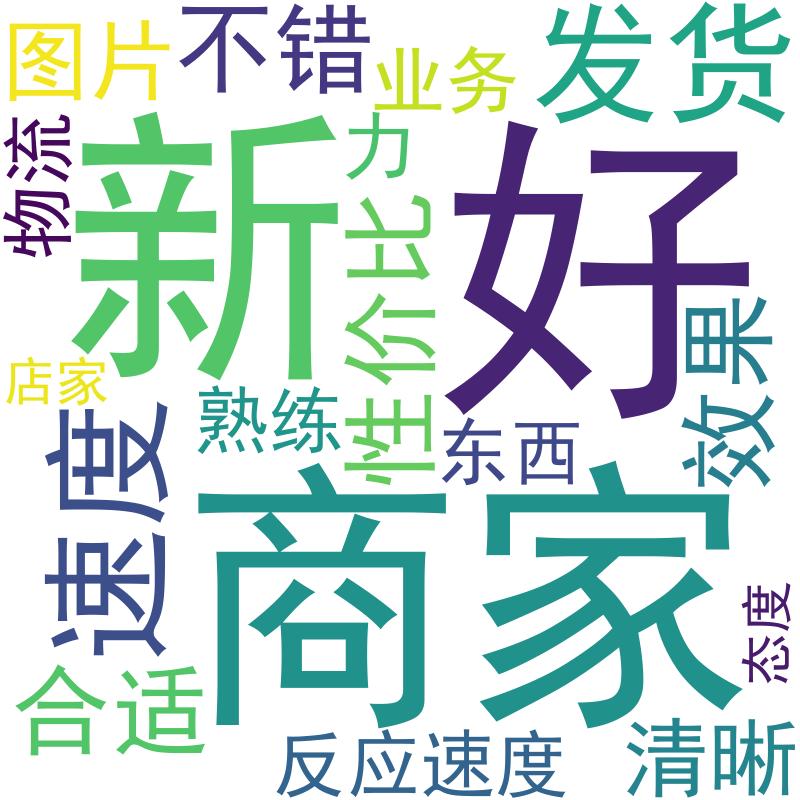 图片
不错
业务
发货
物流
新
力
好
性价比
效果
店家
熟练
东西
速度
商家
态度
合适
反应速度
清晰